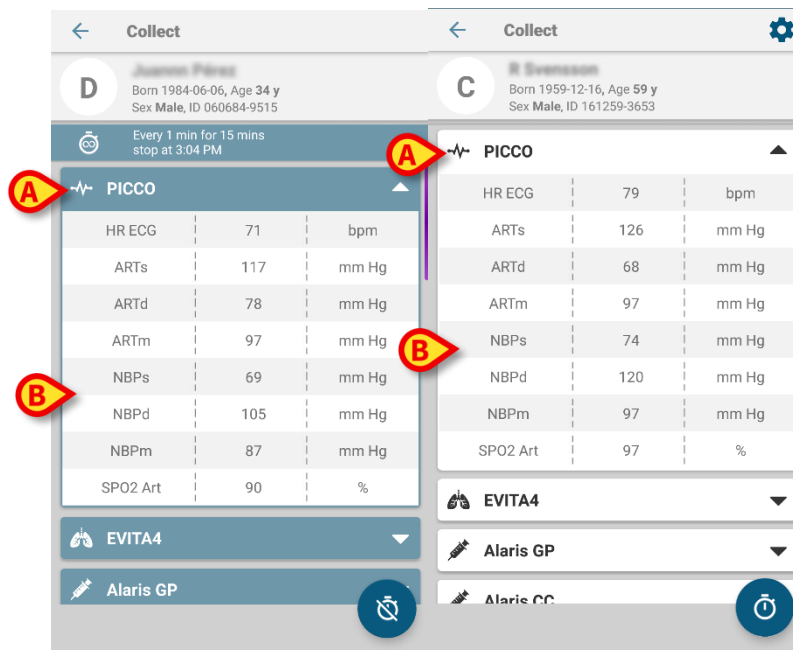 Collect
D
Born 1984-06-06, Age 34 y
Sex Male, ID 060684-9515
Every 1 min for 15 mins
stop at 3:04 PM
A
PICCO
HR ECG 71 bpm
ARTs 117 mm Hg
ARTd 78 mm Hg
ARTm 97 mm Hg
NBPs 69 mm Hg
B
NBPd 105 mm Hg
NBPm 87 mm Hg
SPO2 Art 90 %
EVITA4
Alaris GP
Collect
C
R Svensson
Born 1959-12-16, Age 59 y
Sex Male, ID 161259-3653
A
PICCO
HR ECG 79 bpm
ARTs 126 mm Hg
ARTd 68 mm Hg
ARTm 97 mm Hg
B
NBPs 74 mm Hg
NBPd 120 mm Hg
NBPm 97 mm Hg
SPO2 Art 97 %
EVITA4
Alaris GP
Alaris CC